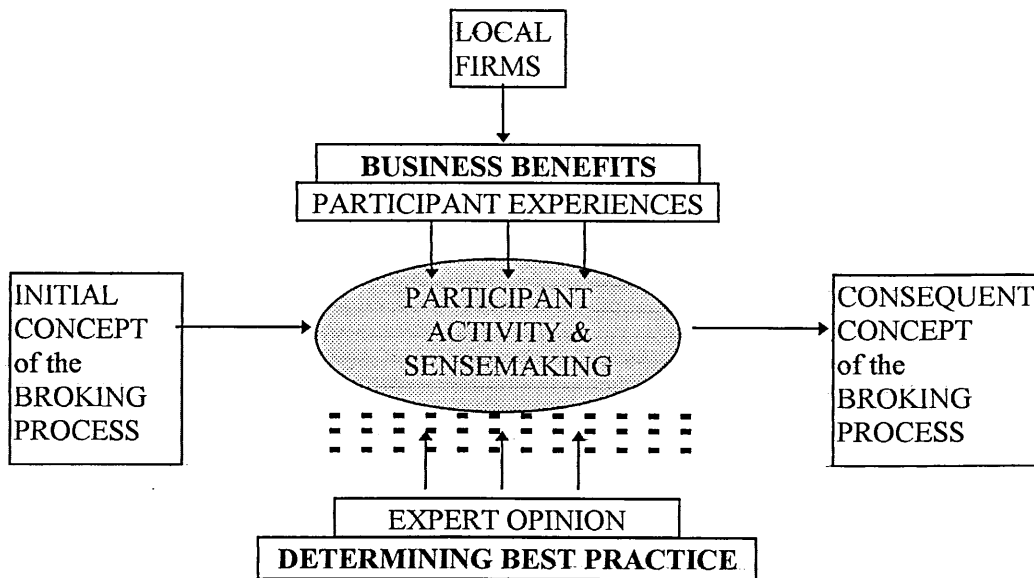 LOCAL
FIRMS
BUSINESS BENEFITS
PARTICIPANT EXPERIENCES
INITIAL
CONCEPT
of the
BROKING
PROCESS
PARTICIPANT
ACTIVITY &
SENSEMAKING
CONSEQUENT
CONCEPT
of the
BROKING
PROCESS
EXPERT OPINION
DETERMINING BEST PRACTICE